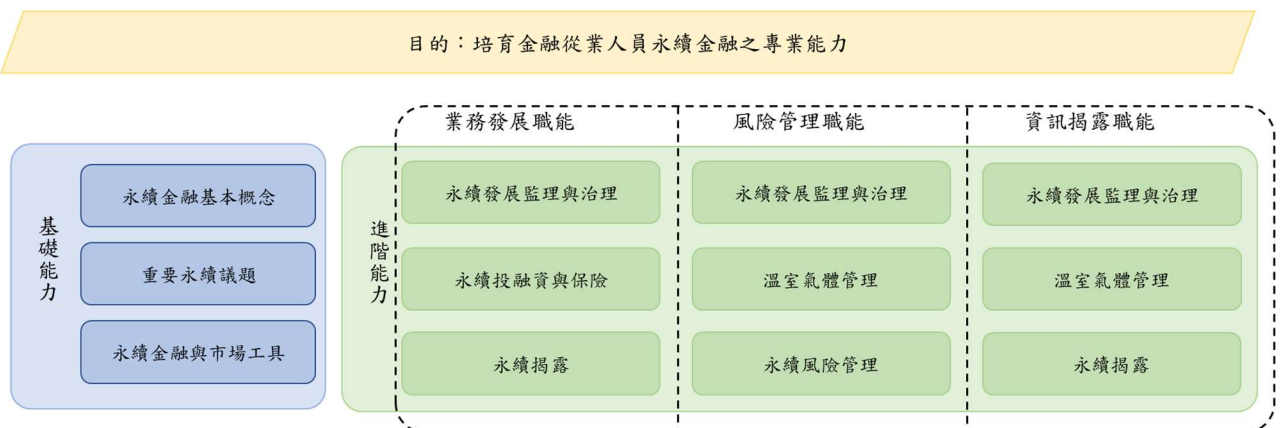 目的：培育金融從業人員永續金融之專業能力
業務發展職能
風險管理職能
資訊揭露職能
基礎能力
永續金融基本概念
重要永續議題
永續金融與市場工具
進階能力
永續發展監理與治理
永續發展監理與治理
永續發展監理與治理
永續投融資與保險
溫室氣體管理
溫室氣體管理
永續揭露
永續風險管理
永續揭露